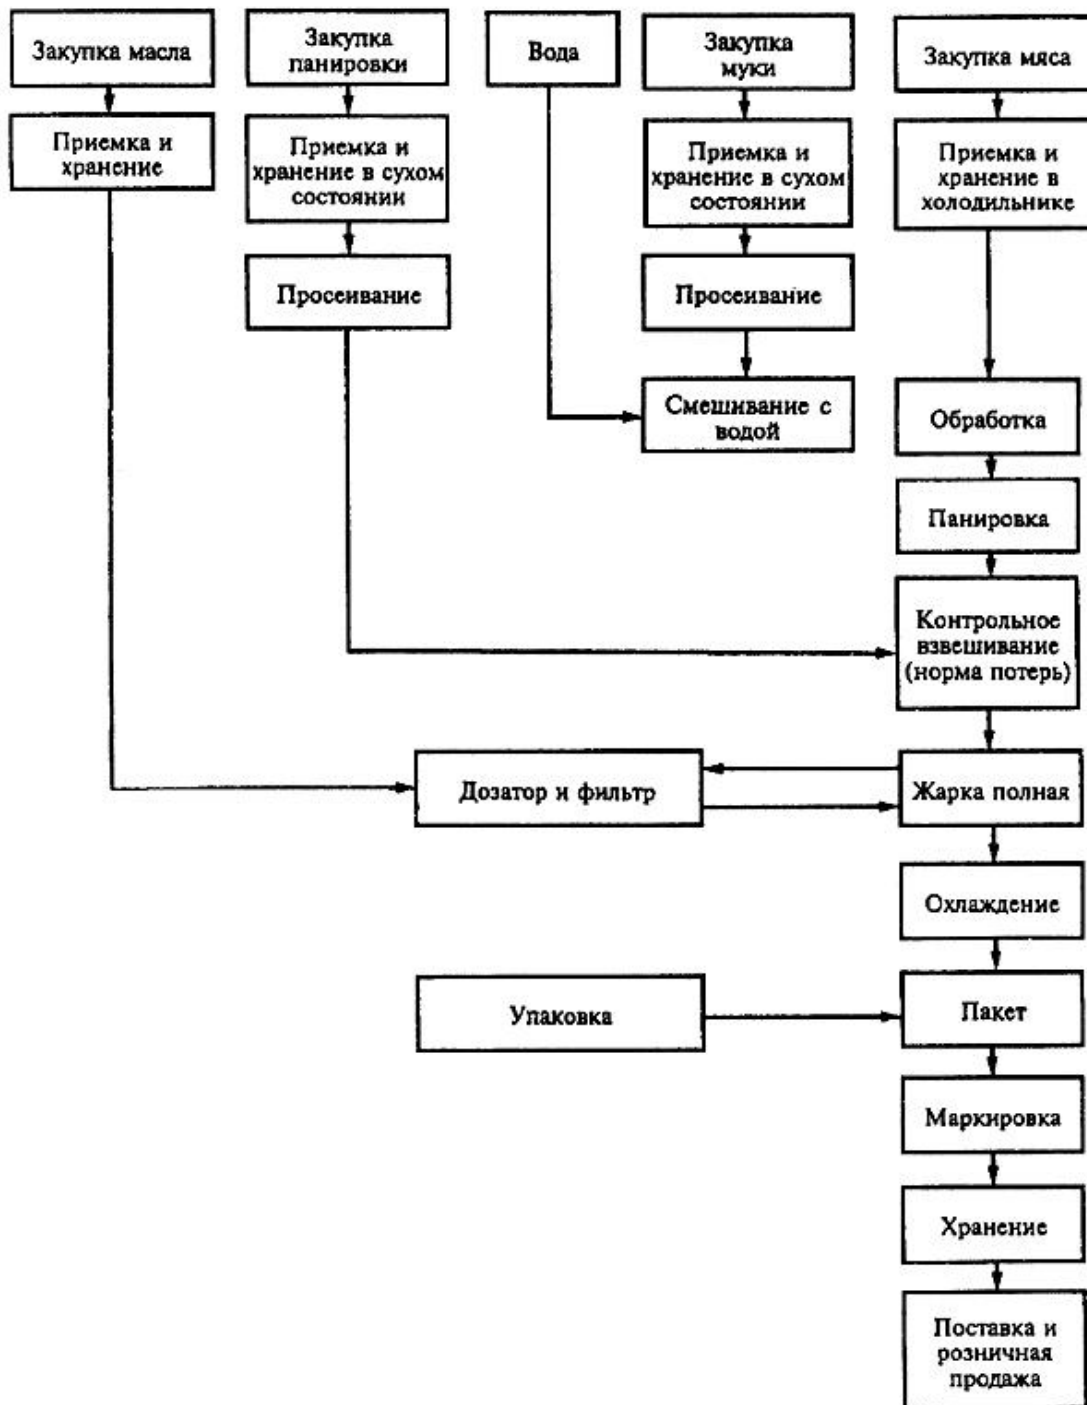 Закупка масла
Закупка
панировки
Вода
Закупка
муки
Закупка мяса
Приемка и
хранение
Приемка и
хранение в сухом
состоянии
Приемка и
хранение в сухом
состоянии
Приемка и
хранение в
холодильнике
Просеивание
Просеивание
Смешивание с
водой
Обработка
Панировка
Контрольное
взвешивание
(норма потерь)
Дозатор и фильтр
Жарка полная
Охлаждение
Упаковка
Пакет
Маркировка
Хранение
Поставка и
розничная
продажа